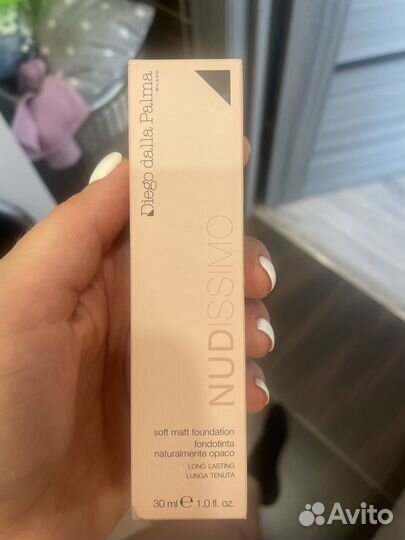 Diego dalla Palma
MILANO
NUDISSIMO
soft matt foundation
fondotinta
naturalmente opaco
LONG LASTING
LUNGA TENUTA
30 ml ℮ 1.0 fl. oz.
Avito